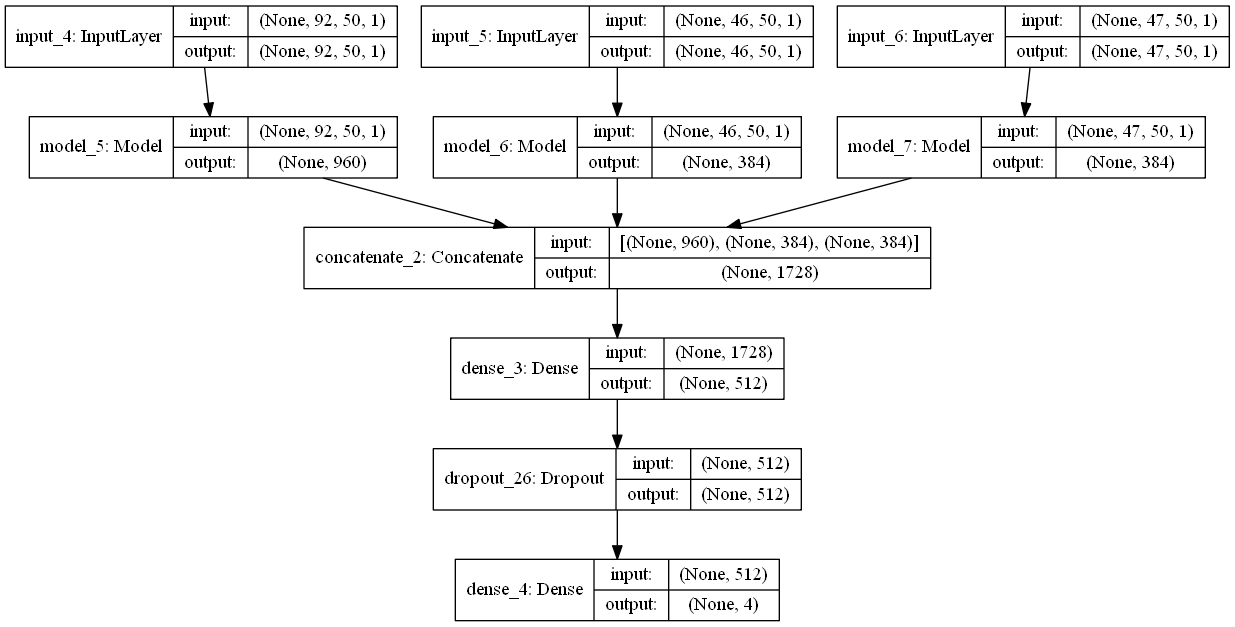 input_4: InputLayer input: (None, 92, 50, 1)
output: (None, 92, 50, 1)
input_5: InputLayer input: (None, 46, 50, 1)
output: (None, 46, 50, 1)
input_6: InputLayer input: (None, 47, 50, 1)
output: (None, 47, 50, 1)
model_5: Model input: (None, 92, 50, 1)
output: (None, 960)
model_6: Model input: (None, 46, 50, 1)
output: (None, 384)
model_7: Model input: (None, 47, 50, 1)
output: (None, 384)
concatenate_2: Concatenate input: [(None, 960), (None, 384), (None, 384)]
output: (None, 1728)
dense_3: Dense input: (None, 1728)
output: (None, 512)
dropout_26: Dropout input: (None, 512)
output: (None, 512)
dense_4: Dense input: (None, 512)
output: (None, 4)